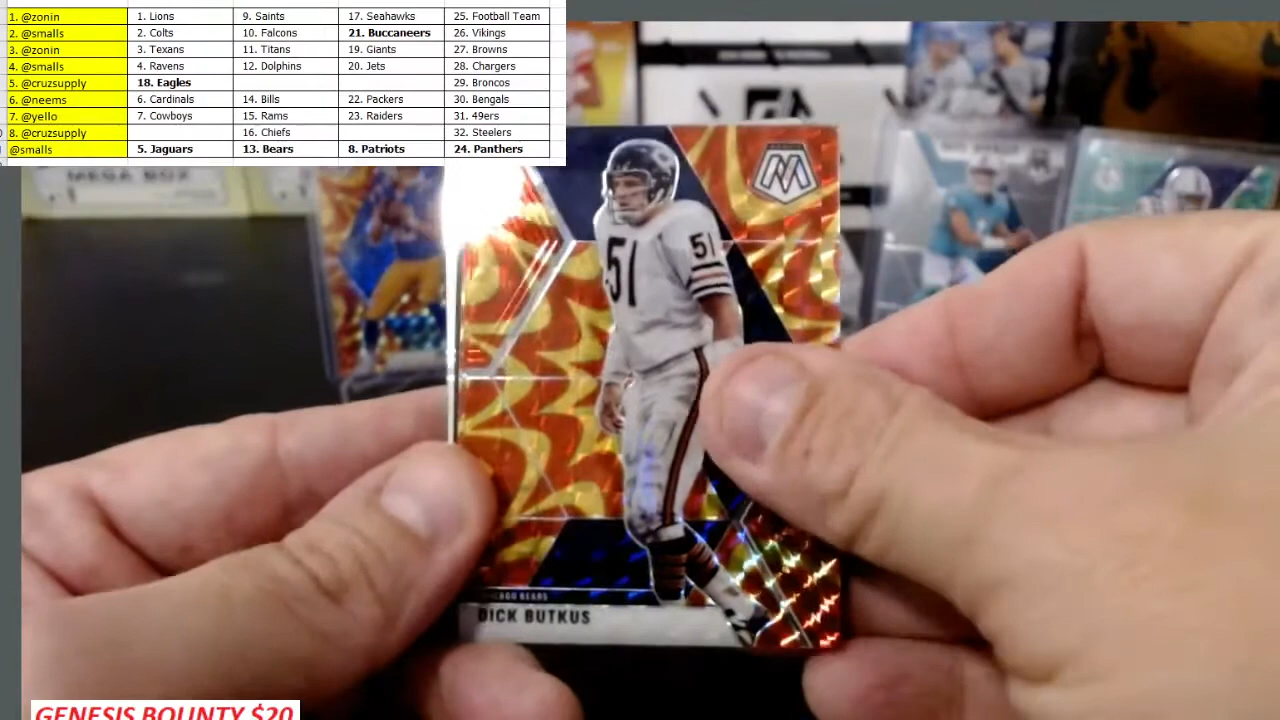 1. @zonin 1. Lions 9. Saints 17. Seahawks 25. Football Team
2. @smalls 2. Colts 10. Falcons 21. Buccaneers 26. Vikings
3. @zonin 3. Texans 11. Titans 19. Giants 27. Browns
4. @smalls 4. Ravens 12. Dolphins 20. Jets 28. Chargers
5. @cruzsupply 18. Eagles 29. Broncos
6. @neems 6. Cardinals 14. Bills 22. Packers 30. Bengals
7. @yello 7. Cowboys 15. Rams 23. Raiders 31. 49ers
8. @cruzsupply 16. Chiefs 32. Steelers
@smalls 5. Jaguars 13. Bears 8. Patriots 24. Panthers
MEGA BOX
51
51
CHICAGO BEARS
DICK BUTKUS
GENESIS BOUNTY $20